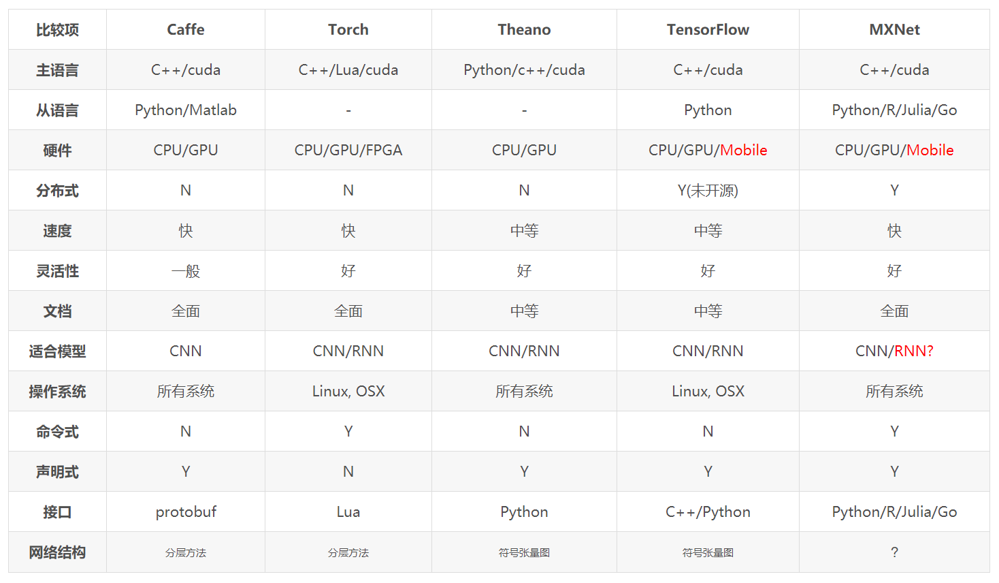 比较项 Caffe Torch Theano TensorFlow MXNet
主语言 C++/cuda C++/Lua/cuda Python/c++/cuda C++/cuda C++/cuda
从语言 Python/Matlab - - Python Python/R/Julia/Go
硬件 CPU/GPU CPU/GPU/FPGA CPU/GPU CPU/GPU/Mobile CPU/GPU/Mobile
分布式 N N N Y(未开源) Y
速度 快 快 中等 中等 快
灵活性 一般 好 好 好 好
文档 全面 全面 中等 中等 全面
适合模型 CNN CNN/RNN CNN/RNN CNN/RNN CNN/RNN?
操作系统 所有系统 Linux, OSX 所有系统 Linux, OSX 所有系统
命令式 N Y N N Y
声明式 Y N Y Y Y
接口 protobuf Lua Python C++/Python Python/R/Julia/Go
网络结构 分层方法 分层方法 符号张量图 符号张量图 ?